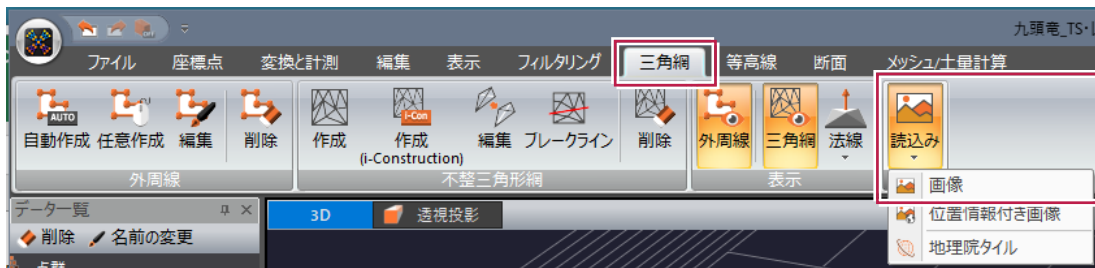 九頭竜_TS・L
ファイル 座標点 変換と計測 編集 表示 フィルタリング 三角網 等高線 断面 メッシュ/土量計算
AUTO i-Con
自動作成 任意作成 編集 削除 作成 作成 (i-Construction) 編集 ブレークライン 削除 外周線 三角網 法線 読込み
外周線 不整三角形網 表示
画像
位置情報付き画像
地理院タイル
データ一覧 3D 透視投影
削除 名前の変更
点群